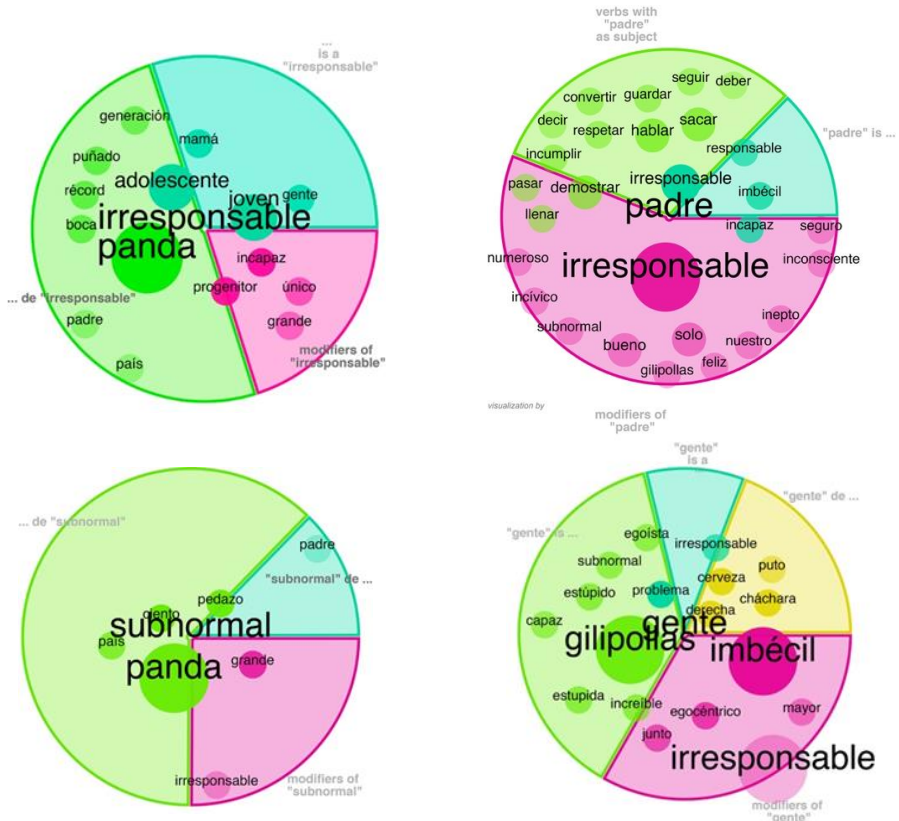 ...
is a
"irresponsable"
generación
mamá
puñado
adolescente
récord
joven
gente
irresponsable
boca
panda
incapaz
progenitor
único
... de "irresponsable"
padre
grande
modifiers of
"irresponsable"
país
verbs with
"padre"
as subject
seguir
deber
convertir
guardar
decir
respetar
hablar
sacar
"padre" is ...
incumplir
responsable
pasar
demostrar
irresponsable
imbécil
padre
llenar
incapaz
seguro
numeroso
irresponsable
inconsciente
incívico
subnormal
inepto
bueno
solo
nuestro
gilipollas
feliz
visualization by
modifiers of
"padre"
... de "subnormal"
padre
"subnormal" de ...
pedazo
ciento
subnormal
país
panda
grande
irresponsable
modifiers of
"subnormal"
"gente"
is a
...
"gente" de ...
"gente" is ...
egoísta
irresponsable
subnormal
puto
cerveza
estúpido
problema
cháchara
derecha
capaz
gente
gilipollas
imbécil
estupida
increíble
egocéntrico
mayor
junto
irresponsable
modifiers of
"gente"